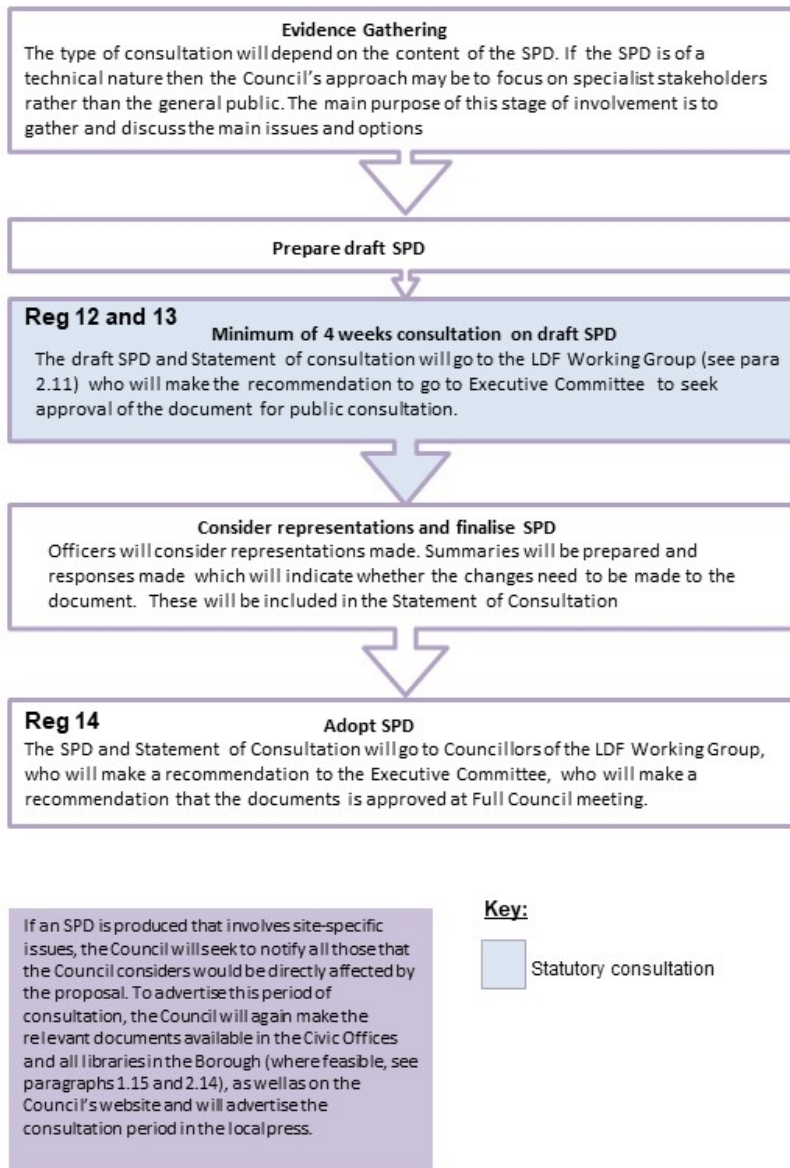 Evidence Gathering
The type of consultation will depend on the content of the SPD. If the SPD is of a
technical nature then the Council's approach may be to focus on specialist stakeholders
rather than the general public. The main purpose of this stage of involvement is to
gather and discuss the main issues and options
Prepare draft SPD
Reg 12 and 13
Minimum of 4 weeks consultation on draft SPD
The draft SPD and Statement of consultation will go to the LDF Working Group (see para
2.11) who will make the recommendation to go to Executive Committee to seek
approval of the document for public consultation.
Consider representations and finalise SPD
Officers will consider representations made. Summaries will be prepared and
responses made which will indicate whether the changes need to be made to the
document. These will be included in the Statement of Consultation
Reg 14
Adopt SPD
The SPD and Statement of Consultation will go to Councillors of the LDF Working Group,
who will make a recommendation to the Executive Committee, who will make a
recommendation that the documents is approved at Full Council meeting.
If an SPD is produced that involves site-specific
issues, the Council will seek to notify all those that
the Council considers would be directly affected by
the proposal. To advertise this period of
consultation, the Council will again make the
relevant documents available in the Civic Offices
and all libraries in the Borough (where feasible, see
paragraphs 1.15 and 2.14), as well as on the
Council's website and will advertise the
consultation period in the local press.
Key:
Statutory consultation